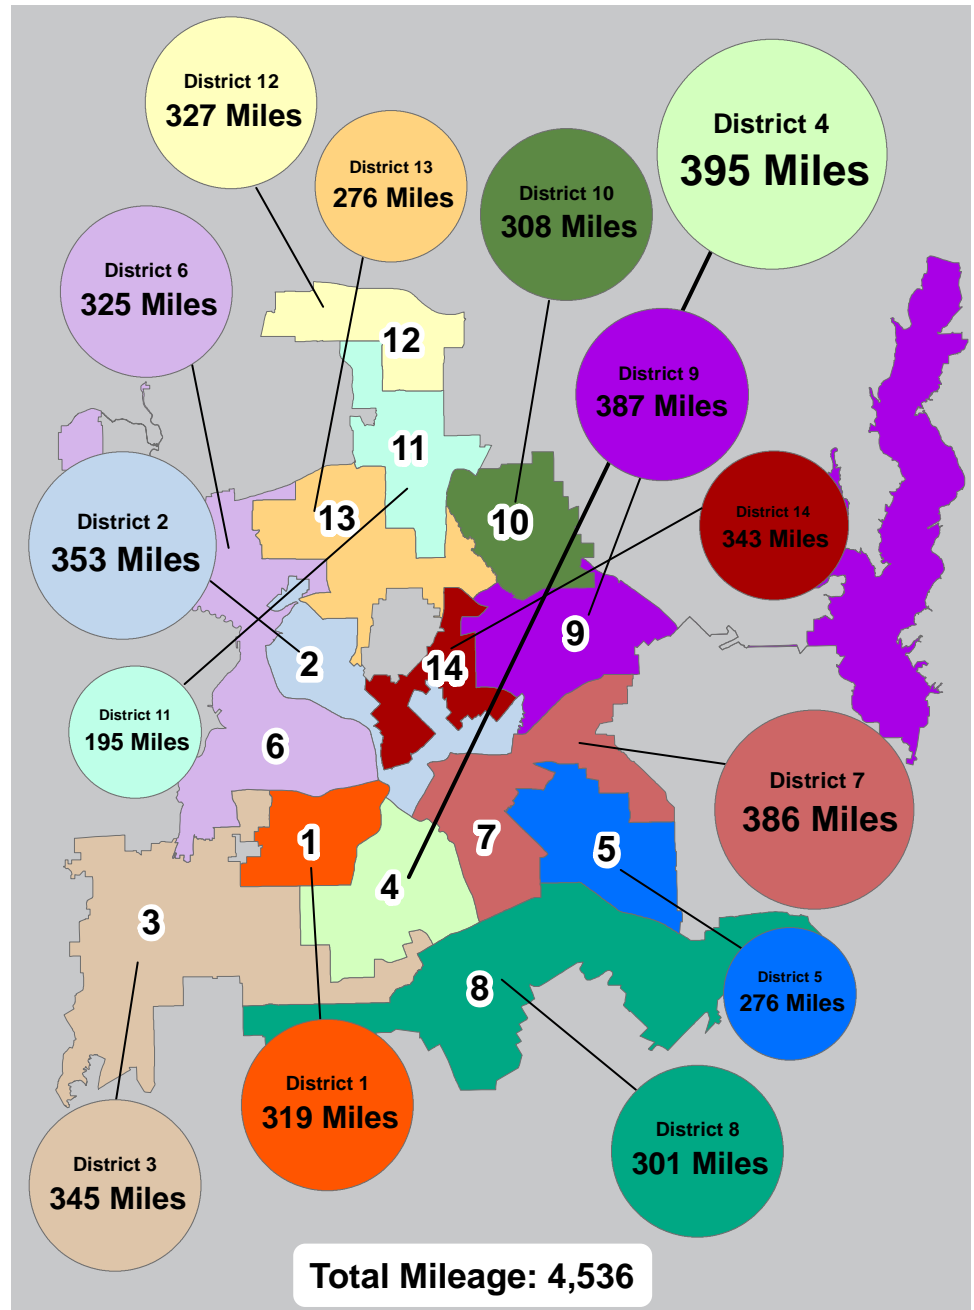 District 12
327 Miles
District 4
395 Miles
District 13
276 Miles
District 10
308 Miles
District 6
325 Miles
12
District 9
387 Miles
11
District 2
353 Miles
13
10
District 14
343 Miles
9
2
14
District 11
195 Miles
6
District 7
386 Miles
1
7
5
4
3
8
District 5
276 Miles
District 1
319 Miles
District 8
301 Miles
District 3
345 Miles
Total Mileage: 4,536